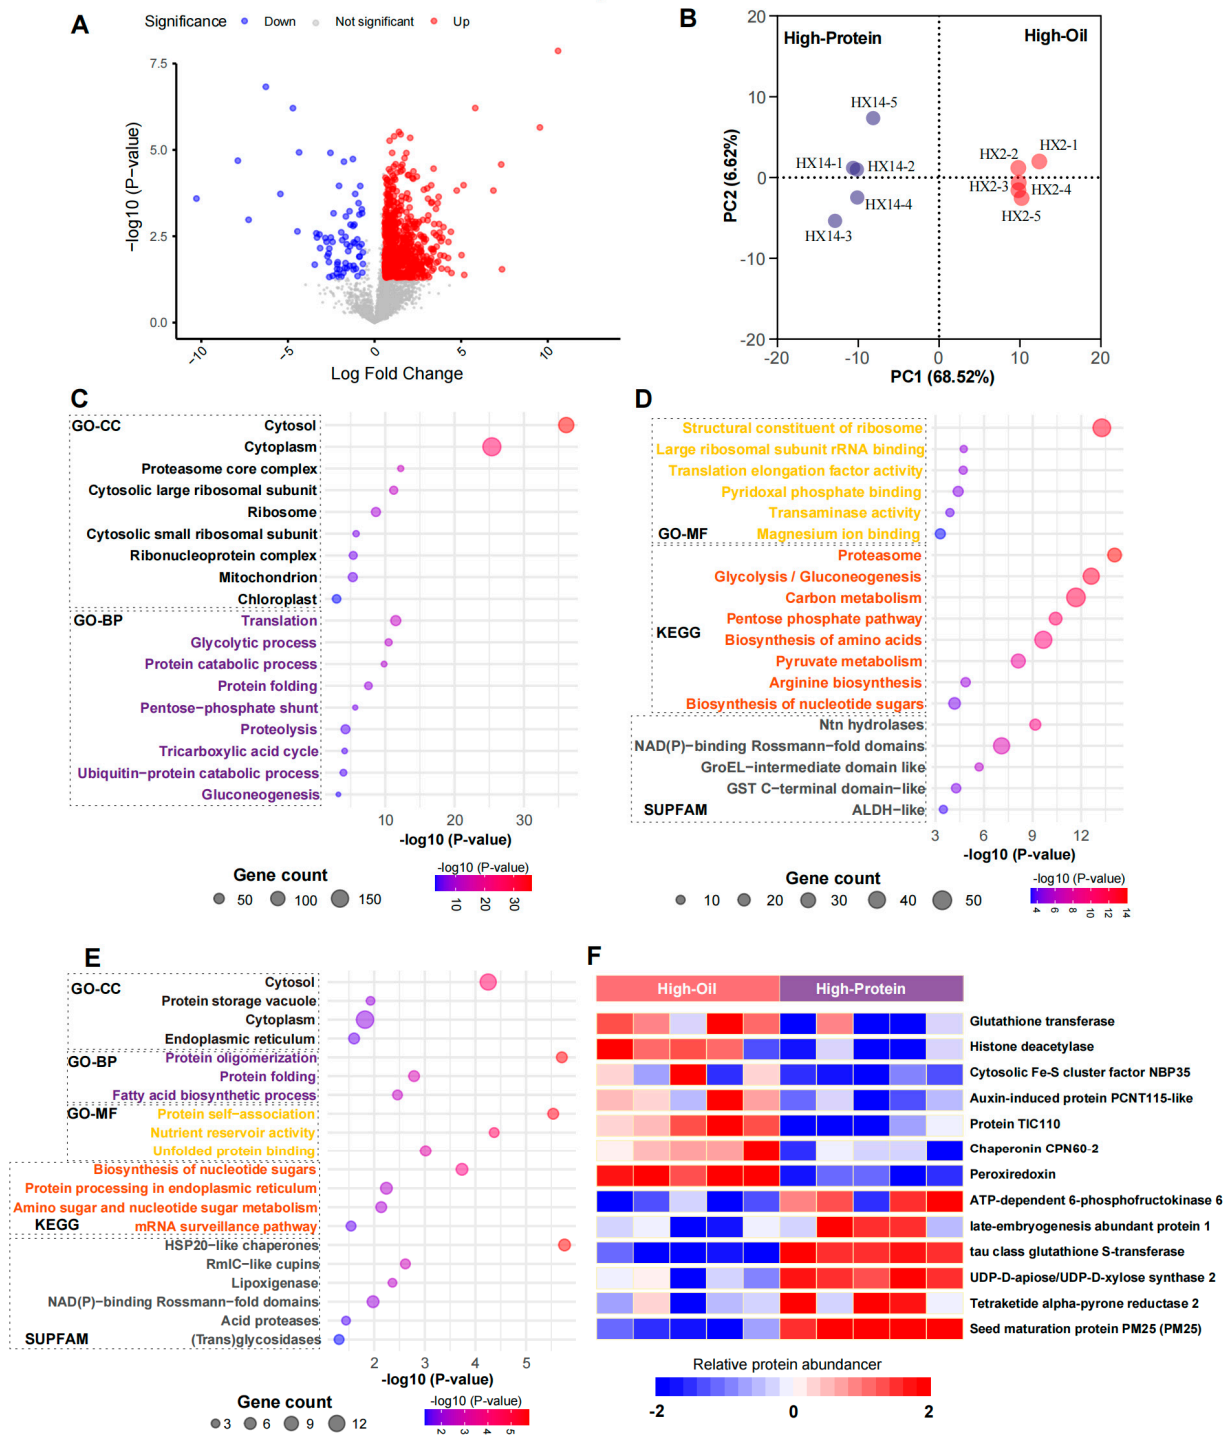 A
Significance Down Not significant Up
7.5
5.0
2.5
0.0
−log10 (P−value)
−10 −5 0 5 10
Log Fold Change
B
20
10
0
-10
-20
PC2 (6.62%)
High-Protein High-Oil
HX14-5
HX14-1 HX14-2
HX14-4
HX14-3
HX2-1
HX2-2
HX2-3 HX2-4
HX2-5
-20 -10 0 10 20
PC1 (68.52%)
C
GO-CC
Cytosol
Cytoplasm
Proteasome core complex
Cytosolic large ribosomal subunit
Ribosome
Cytosolic small ribosomal subunit
Ribonucleoprotein complex
Mitochondrion
Chloroplast
GO-BP
Translation
Glycolytic process
Protein catabolic process
Protein folding
Pentose−phosphate shunt
Proteolysis
Tricarboxylic acid cycle
Ubiquitin−protein catabolic process
Gluconeogenesis
10 20 30
-log10 (P-value)
Gene count
50 100 150
-log10 (P-value)
10 20 30
D
Structural constituent of ribosome
Large ribosomal subunit rRNA binding
Translation elongation factor activity
Pyridoxal phosphate binding
Transaminase activity
GO-MF Magnesium ion binding
Proteasome
Glycolysis / Gluconeogenesis
Carbon metabolism
Pentose phosphate pathway
KEGG
Biosynthesis of amino acids
Pyruvate metabolism
Arginine biosynthesis
Biosynthesis of nucleotide sugars
Ntn hydrolases
NAD(P)−binding Rossmann−fold domains
GroEL−intermediate domain like
GST C−terminal domain−like
SUPFAM ALDH−like
3 6 9 12
-log10 (P-value)
Gene count
10 20 30 40 50
-log10 (P-value)
4 6 8 10 12 14
E
GO-CC
Cytosol
Protein storage vacuole
Cytoplasm
Endoplasmic reticulum
GO-BP Protein oligomerization
Protein folding
Fatty acid biosynthetic process
GO-MF Protein self−association
Nutrient reservoir activity
Unfolded protein binding
Biosynthesis of nucleotide sugars
Protein processing in endoplasmic reticulum
Amino sugar and nucleotide sugar metabolism
KEGG mRNA surveillance pathway
HSP20−like chaperones
RmlC−like cupins
Lipoxigenase
NAD(P)−binding Rossmann−fold domains
Acid proteases
SUPFAM (Trans)glycosidases
2 3 4 5
-log10 (P-value)
Gene count
3 6 9 12
-log10 (P-value)
2 3 4 5
F
High-Oil High-Protein
Glutathione transferase
Histone deacetylase
Cytosolic Fe-S cluster factor NBP35
Auxin-induced protein PCNT115-like
Protein TIC110
Chaperonin CPN60-2
Peroxiredoxin
ATP-dependent 6-phosphofructokinase 6
late-embryogenesis abundant protein 1
tau class glutathione S-transferase
UDP-D-apiose/UDP-D-xylose synthase 2
Tetraketide alpha-pyrone reductase 2
Seed maturation protein PM25 (PM25)
Relative protein abundancer
-2 0 2